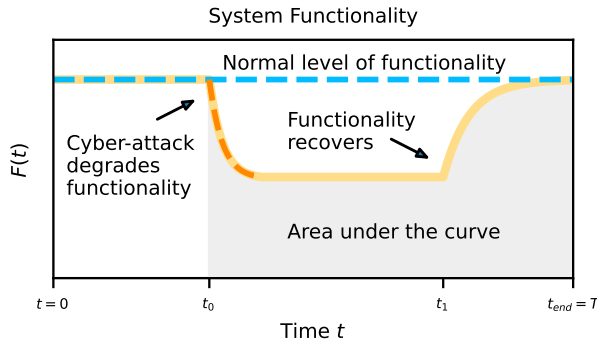 System Functionality
Normal level of functionality
Functionality
recovers
Cyber-attack
degrades
functionality
F(t)
Area under the curve
t = 0
t₀
t₁
t_end = T
Time t